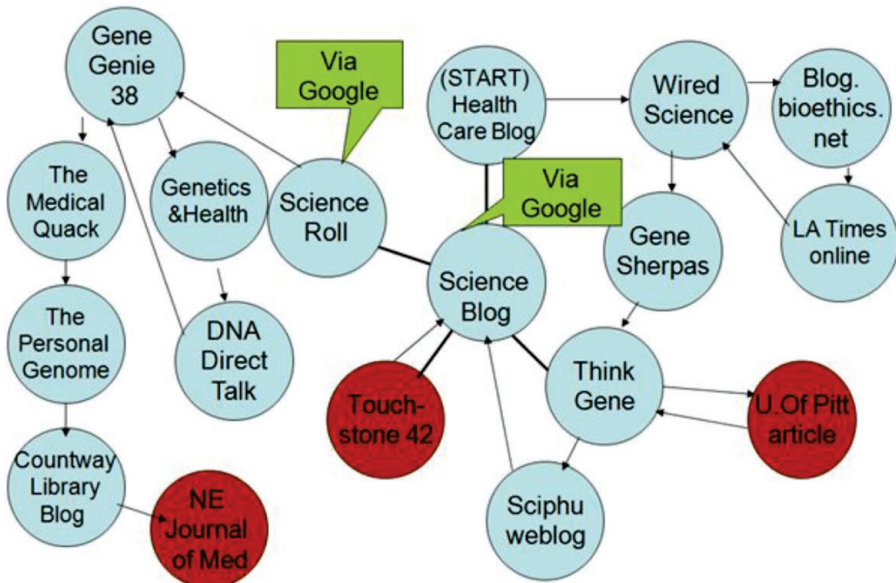 Gene
Genie
38
Via
Google
(START)
Health
Care Blog
Wired
Science
Blog.
bioethics.
net
The
Medical
Quack
Genetics
&Health
Science
Roll
Via
Google
Science
Blog
Gene
Sherpas
LA Times
online
The
Personal
Genome
DNA
Direct
Talk
Touch-
stone 42
Think
Gene
U.Of Pitt
article
Countway
Library
Blog
NE
Journal
of Med
Sciphu
weblog